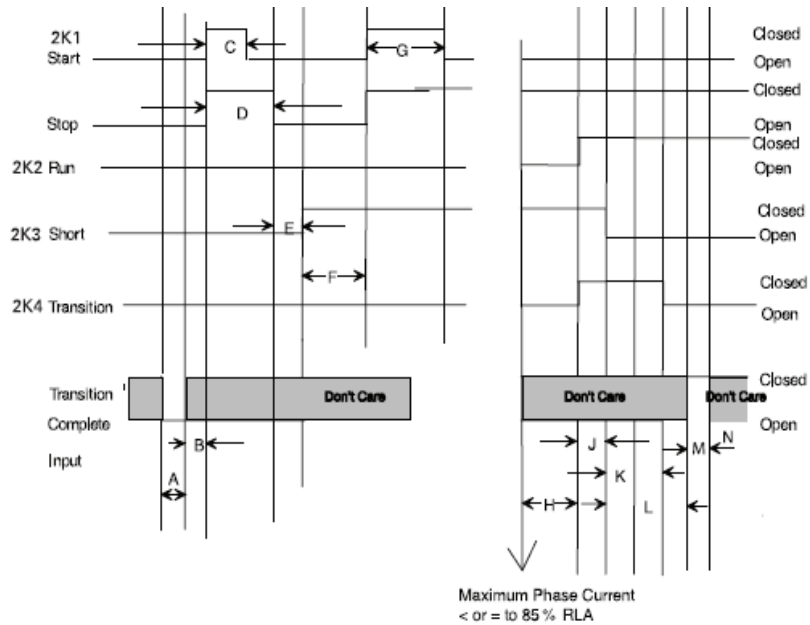 2K1
Start
C
G
Closed
Open
Closed
D
Stop
Open
Closed
2K2 Run
Open
E
2K3 Short
Closed
Open
F
Closed
2K4 Transition
Open
Transition
Complete
Input
Don't Care
Don't Care
Closed
Don't Care
Open
B
J
M
N
A
K
H
L
Maximum Phase Current
< or = to 85 % RLA